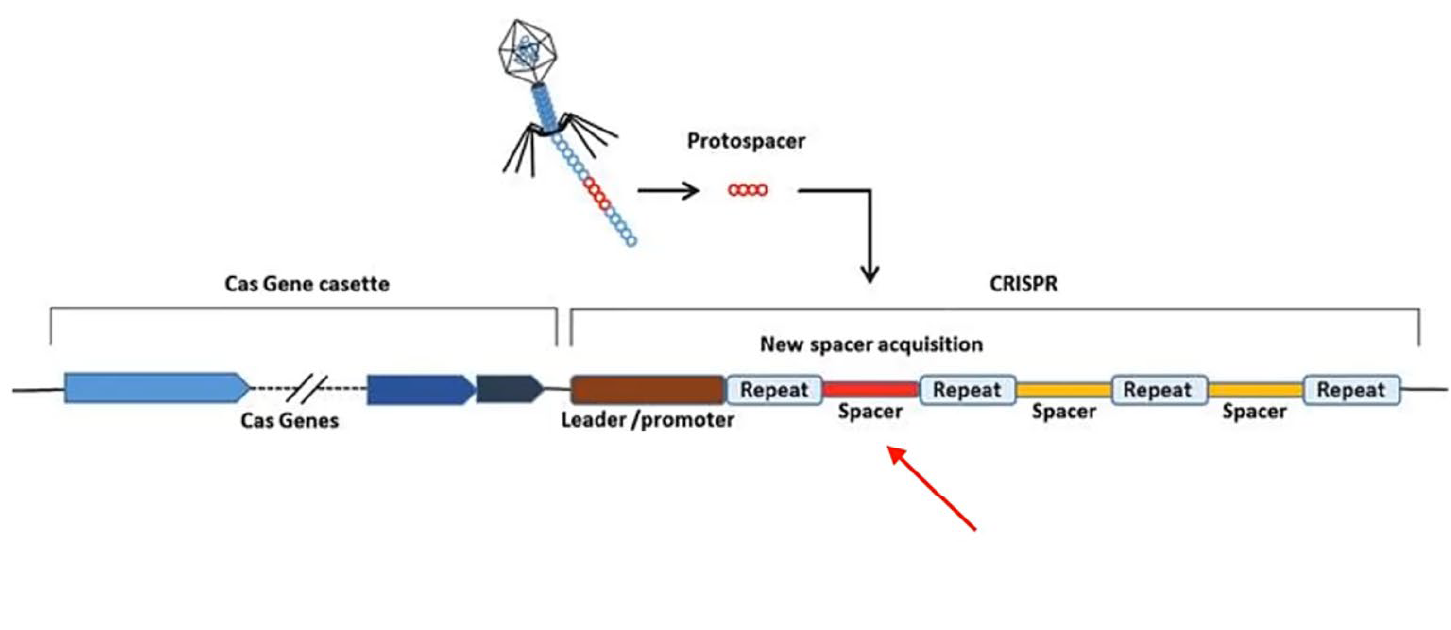 Protospacer
Cas Gene casette
CRISPR
New spacer acquisition
Repeat
Repeat
Repeat
Repeat
Spacer
Spacer
Spacer
Cas Genes
Leader/promoter